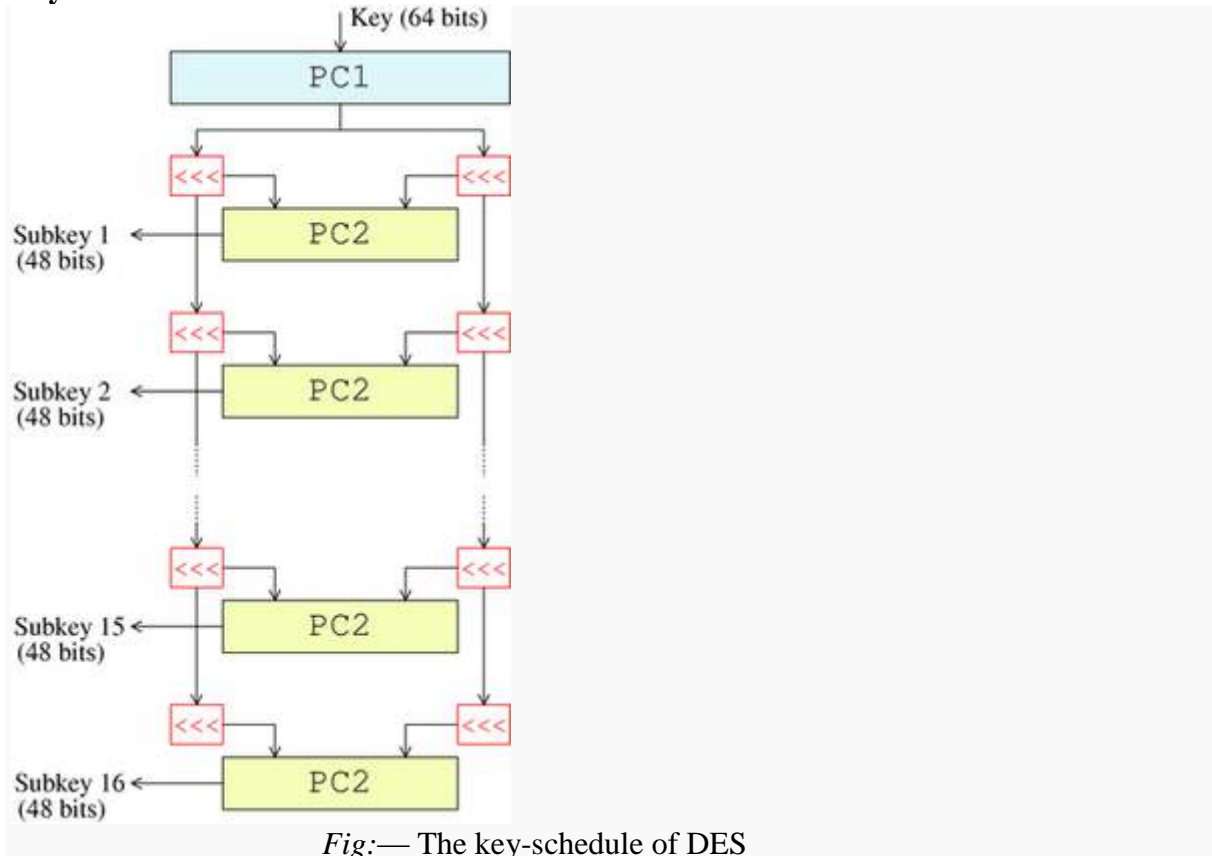 Key (64 bits)
PC1
<<< <<<
PC2
Subkey 1
(48 bits)
<<< <<<
PC2
Subkey 2
(48 bits)
<<< <<<
PC2
Subkey 15
(48 bits)
<<< <<<
PC2
Subkey 16
(48 bits)
Fig:— The key-schedule of DES